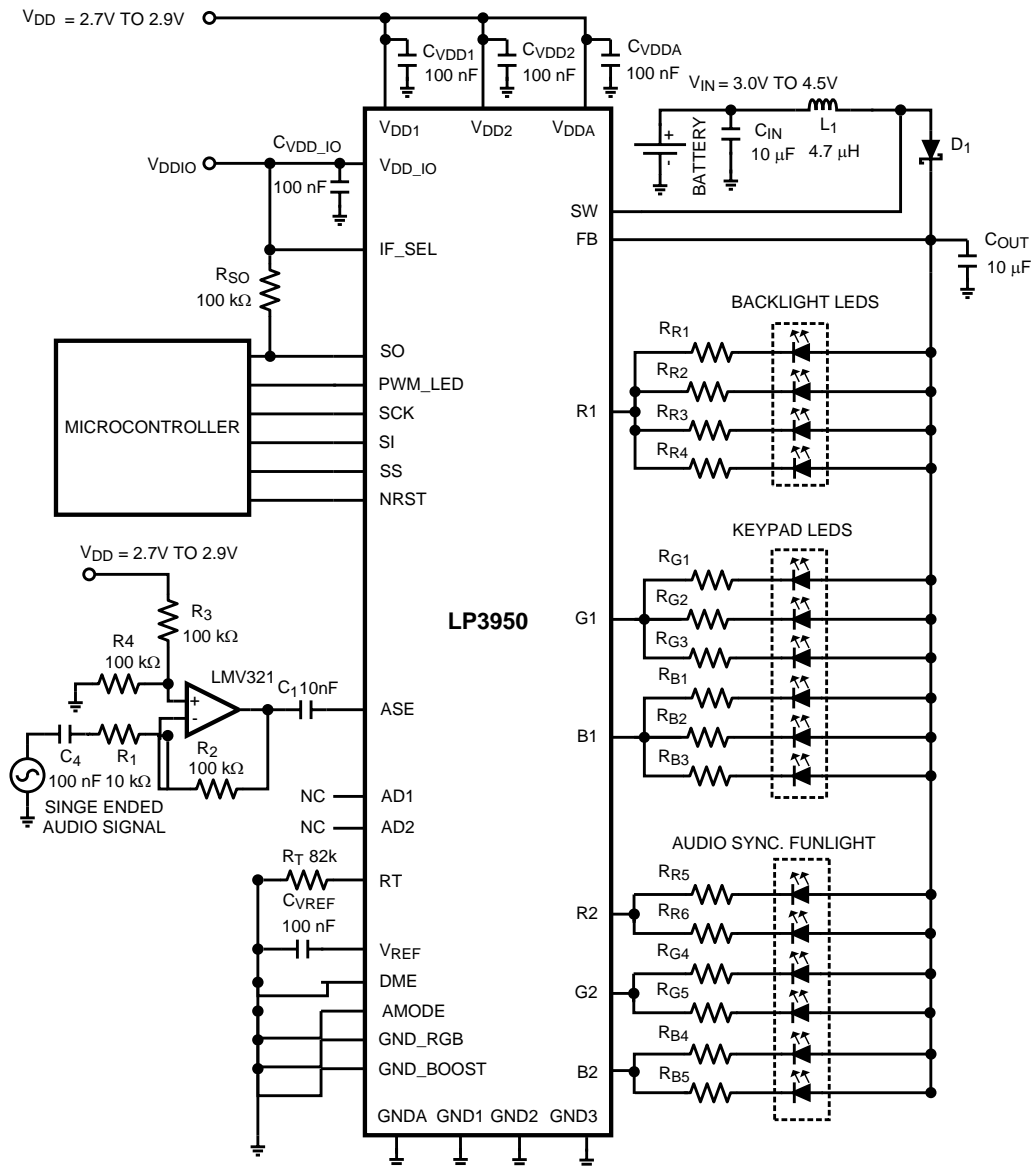 VDD = 2.7V TO 2.9V
CVDD1
100 nF
CVDD2
100 nF
CVDDA
100 nF
VIN = 3.0V TO 4.5V
VDD1
VDD2
VDDA
BATTERY
+
-
CIN
10 µF
L1
4.7 µH
D1
VDDIO
CVDD_IO
100 nF
VDD_IO
SW
FB
COUT
10 µF
IF_SEL
RSO
100 kΩ
MICROCONTROLLER
SO
PWM_LED
SCK
SI
SS
NRST
BACKLIGHT LEDS
R1
RR1
RR2
RR3
RR4
KEYPAD LEDS
G1
RG1
RG2
RG3
B1
RB1
RB2
RB3
LP3950
VDD = 2.7V TO 2.9V
R3
100 kΩ
R4
100 kΩ
LMV321
+
-
C1 10nF
ASE
C4
100 nF
R1
10 kΩ
R2
100 kΩ
SINGE ENDED
AUDIO SIGNAL
NC
AD1
NC
AD2
RT 82k
RT
CVREF
100 nF
VREF
DME
AMODE
GND_RGB
GND_BOOST
AUDIO SYNC. FUNLIGHT
R2
RR5
RR6
G2
RG4
RG5
B2
RB4
RB5
GNDA
GND1
GND2
GND3